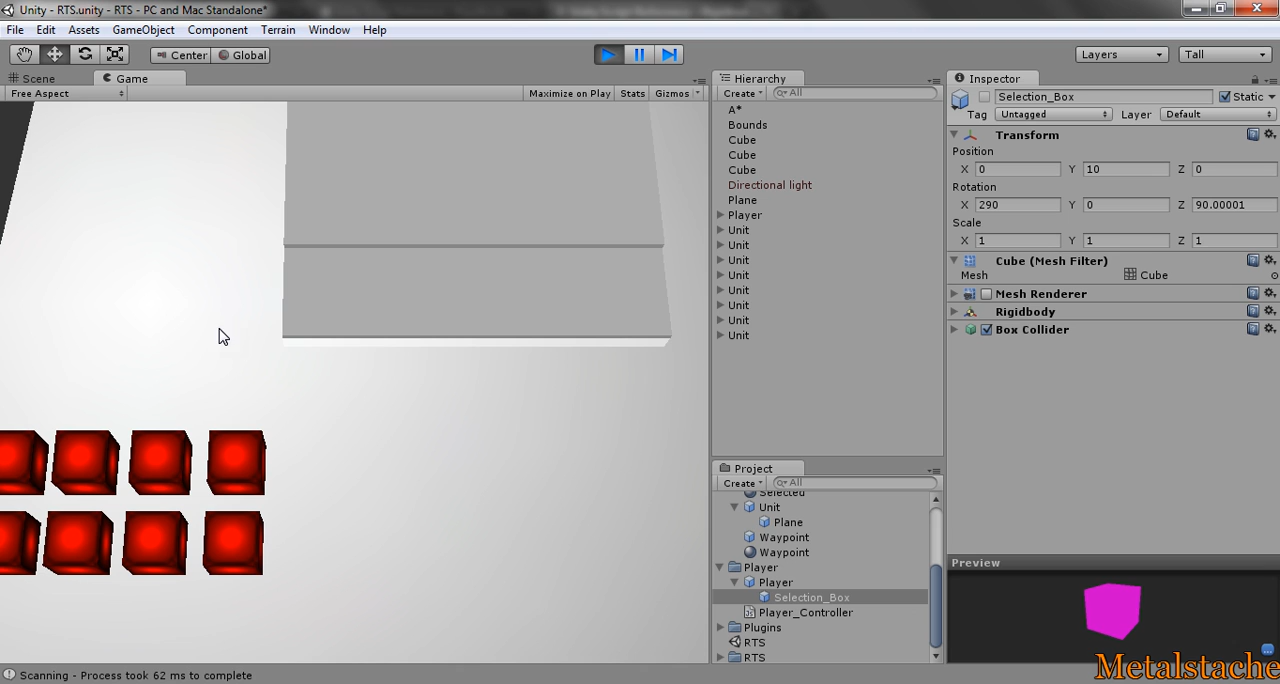 Unity - RTS.unity - RTS - PC and Mac Standalone*
File Edit Assets GameObject Component Terrain Window Help
Center Global Layers Tall
Scene Game
Free Aspect Maximize on Play Stats Gizmos
Hierarchy
Create All
A*
Bounds
Cube
Cube
Cube
Directional light
Plane
Player
Unit
Unit
Unit
Unit
Unit
Unit
Unit
Unit
Project
Create All
Selected
Unit
Plane
Waypoint
Waypoint
Player
Player
Selection_Box
Player_Controller
Plugins
RTS
RTS
Inspector
Selection_Box Static
Tag Untagged Layer Default
Transform
Position
X 0 Y 10 Z 0
Rotation
X 290 Y 0 Z 90.00001
Scale
X 1 Y 1 Z 1
Cube (Mesh Filter)
Mesh Cube
Mesh Renderer
Rigidbody
Box Collider
Preview
Metalstache
Scanning - Process took 62 ms to complete